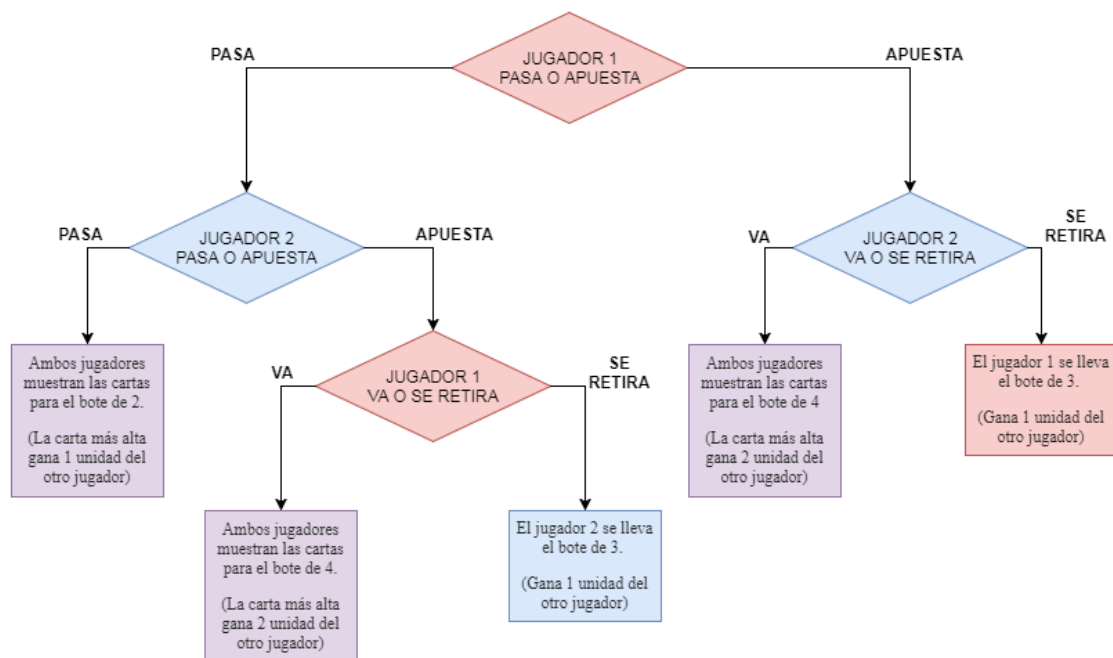 PASA
JUGADOR 1
PASA O APUESTA
APUESTA
PASA
JUGADOR 2
PASA O APUESTA
APUESTA
VA
JUGADOR 2
VA O SE RETIRA
SE
RETIRA
Ambos jugadores
muestran las cartas
para el bote de 2.
(La carta más alta
gana 1 unidad del
otro jugador)
VA
JUGADOR 1
VA O SE RETIRA
SE
RETIRA
Ambos jugadores
muestran las cartas
para el bote de 4
(La carta más alta
gana 2 unidad del
otro jugador)
El jugador 1 se lleva
el bote de 3.
(Gana 1 unidad del
otro jugador)
Ambos jugadores
muestran las cartas
para el bote de 4.
(La carta más alta
gana 2 unidad del
otro jugador)
El jugador 2 se lleva
el bote de 3.
(Gana 1 unidad del
otro jugador)